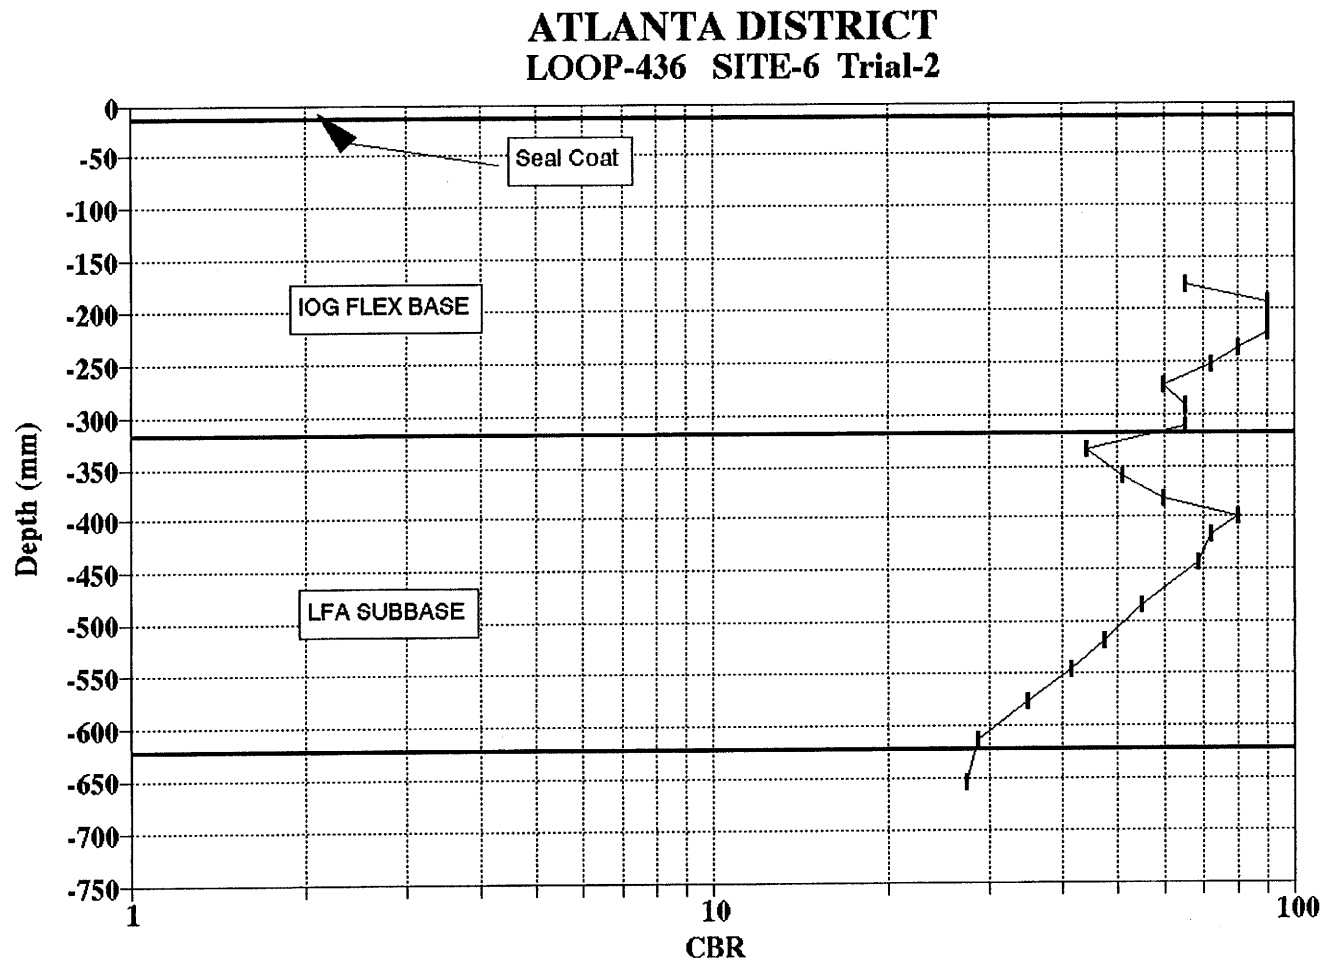 ATLANTA DISTRICT
LOOP-436 SITE-6 Trial-2
0
-50
-100
-150
-200
-250
-300
-350
-400
-450
-500
-550
-600
-650
-700
-750
Depth (mm)
Seal Coat
IOG FLEX BASE
LFA SUBBASE
1
10
100
CBR